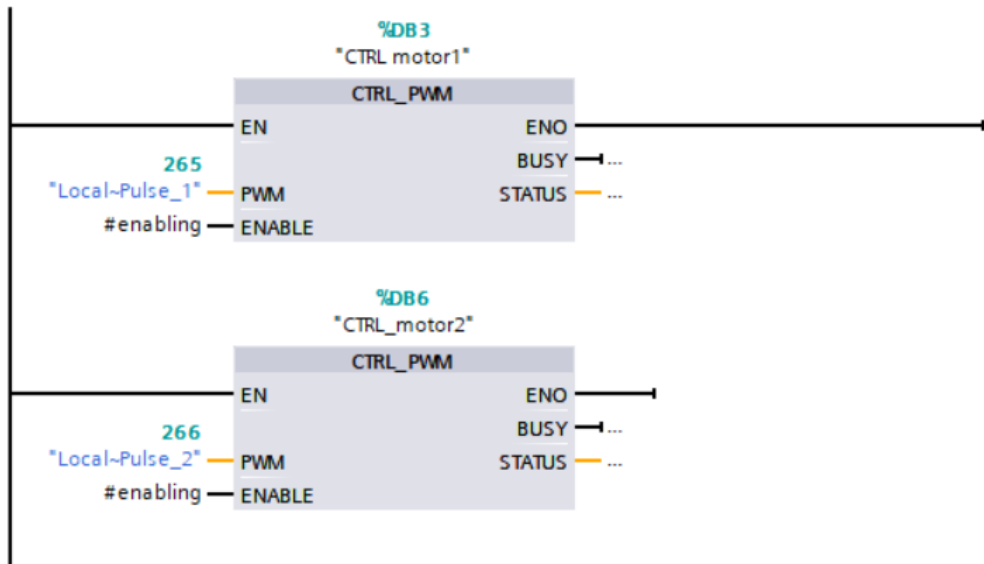 %DB3
"CTRL motor1"
CTRL_PWM
EN ENO
BUSY ...
265
"Local~Pulse_1" PWM STATUS ...
#enabling ENABLE
%DB6
"CTRL_motor2"
CTRL_PWM
EN ENO
BUSY ...
266
"Local~Pulse_2" PWM STATUS ...
#enabling ENABLE